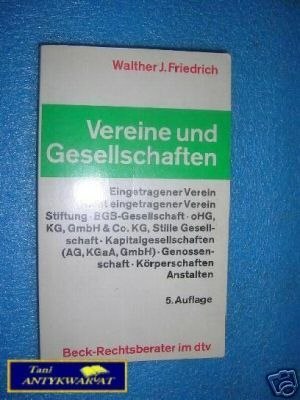 Walther J. Friedrich
Vereine und
Gesellschaften
Eingetragener Verein
eingetragener Verein
Stiftung · BGB-Gesellschaft · oHG,
KG, GmbH & Co. KG, Stille Gesell-
schaft · Kapitalgesellschaften
(AG, KGaA, GmbH) · Genossen-
schaft · Körperschaften
Anstalten
5. Auflage
Beck-Rechtsberater im dtv
Tani
ANTYKWARIAT